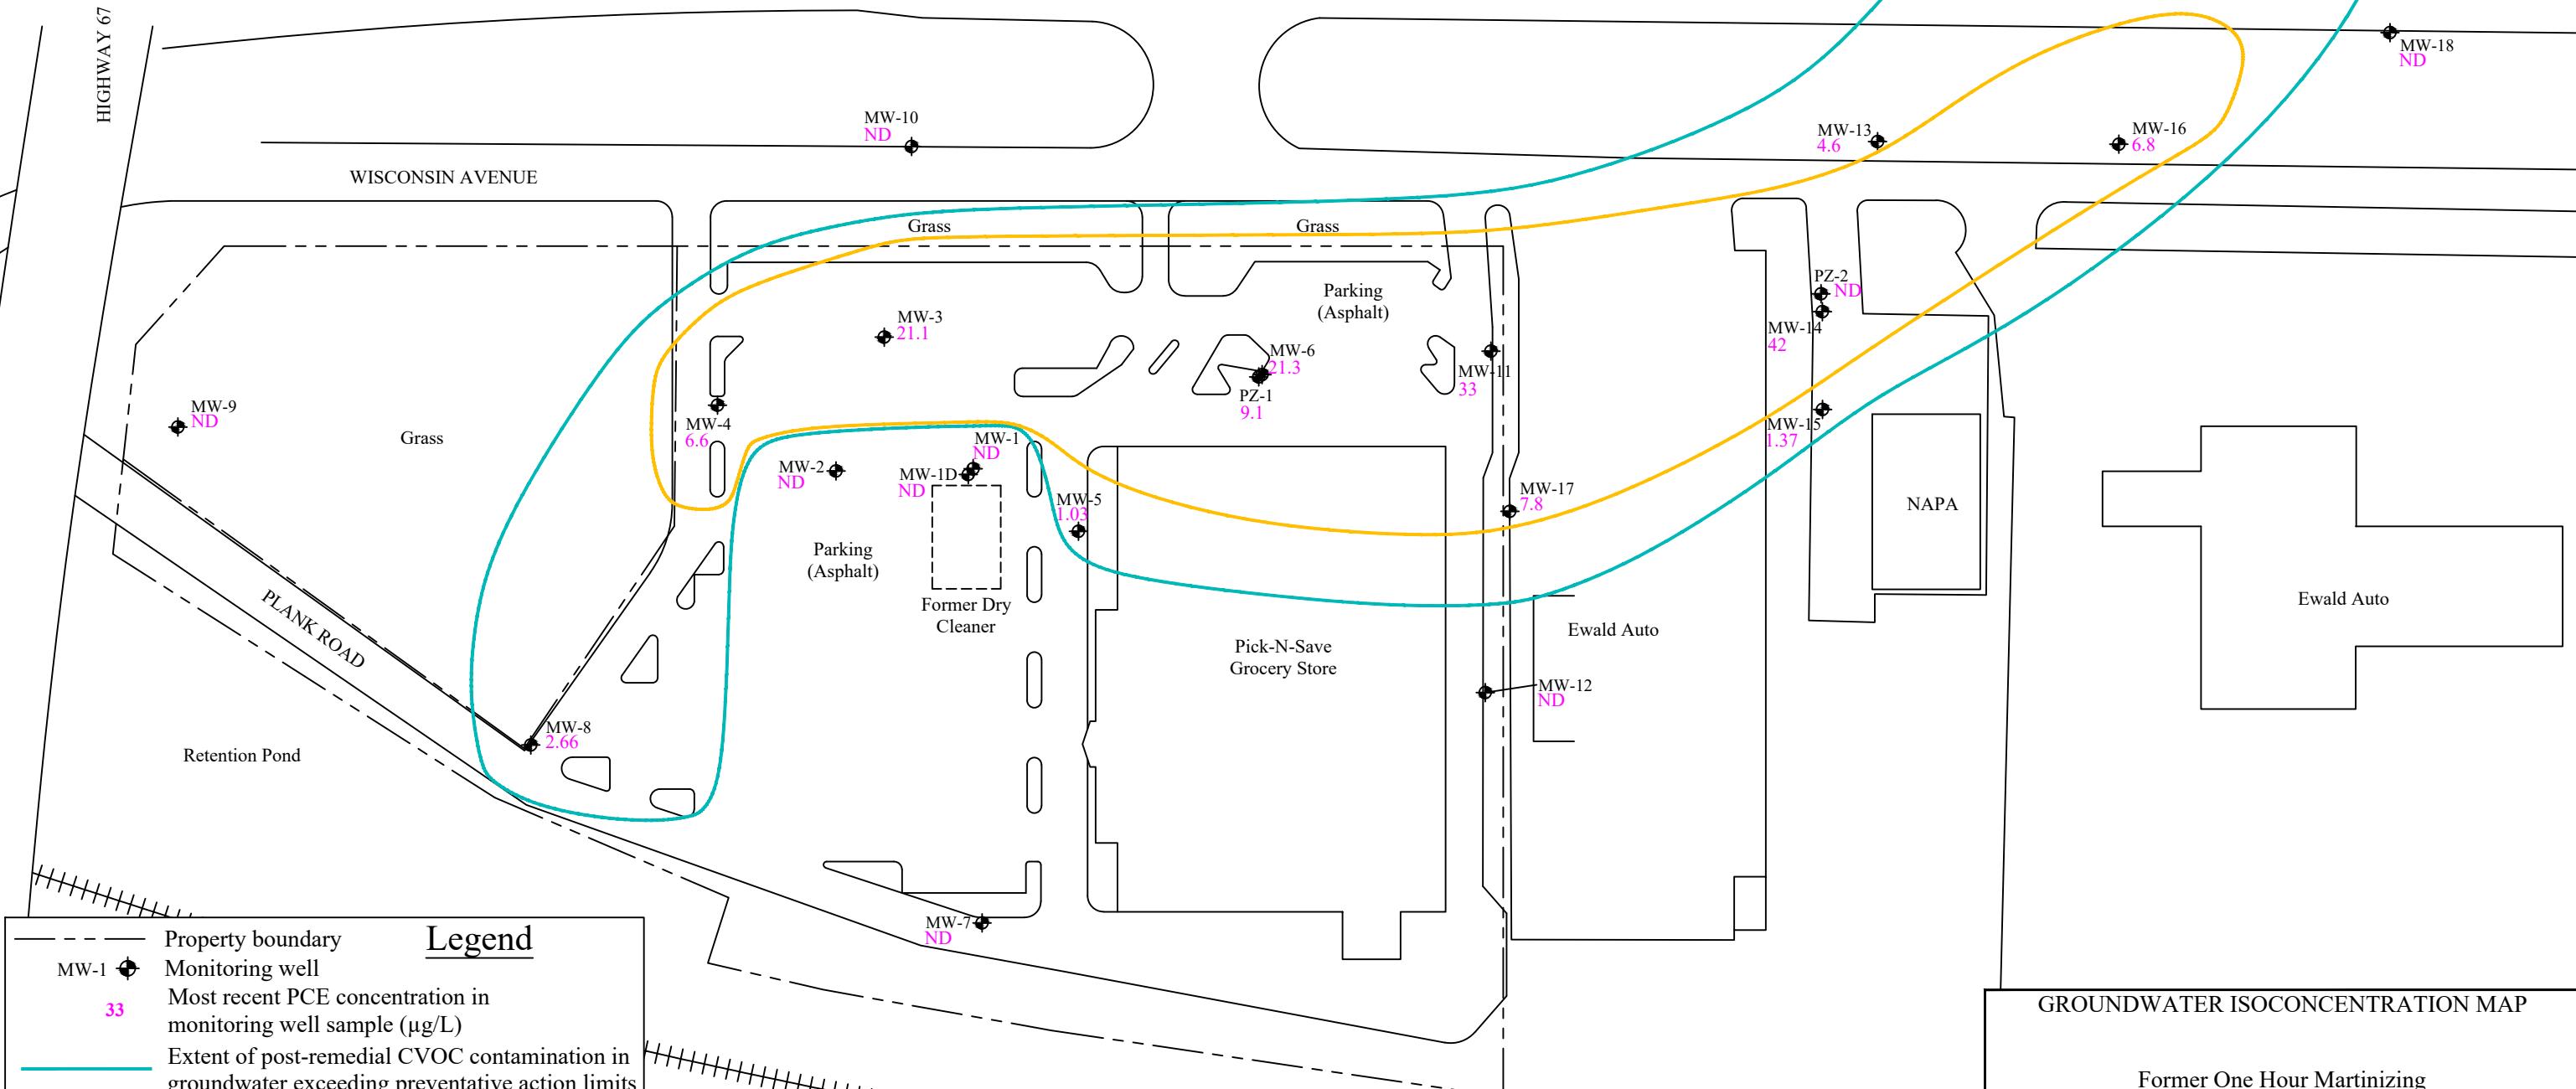 HIGHWAY 67
MW-18
ND
MW-10
ND
MW-13
4.6
MW-16
6.8
WISCONSIN AVENUE
Grass
Grass
PZ-2
ND
Parking
(Asphalt)
MW-3
21.1
MW-14
42
MW-6
21.3
MW-11
33
PZ-1
9.1
MW-9
ND
Grass
MW-4
6.6
MW-15
1.37
MW-1
ND
MW-2
ND
MW-1D
ND
MW-5
1.03
MW-17
7.8
NAPA
Parking
(Asphalt)
Former Dry
Cleaner
Ewald Auto
PLANK ROAD
Ewald Auto
Pick-N-Save
Grocery Store
MW-12
ND
MW-8
2.66
Retention Pond
MW-7
ND
Legend
Property boundary
MW-1
Monitoring well
33
Most recent PCE concentration in
monitoring well sample (µg/L)
Extent of post-remedial CVOC contamination in
groundwater exceeding preventative action limits
GROUNDWATER ISOCONCENTRATION MAP
Former One Hour Martinizing